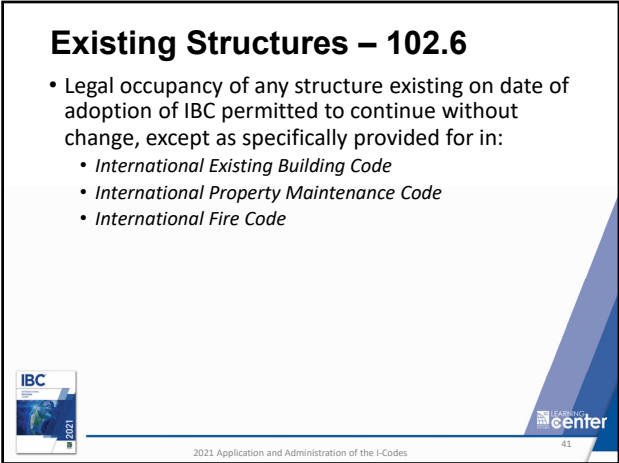 Existing Structures – 102.6
• Legal occupancy of any structure existing on date of
adoption of IBC permitted to continue without
change, except as specifically provided for in:
• International Existing Building Code
• International Property Maintenance Code
• International Fire Code
IBC
2021
LEARNING
center
41
2021 Application and Administration of the I-Codes